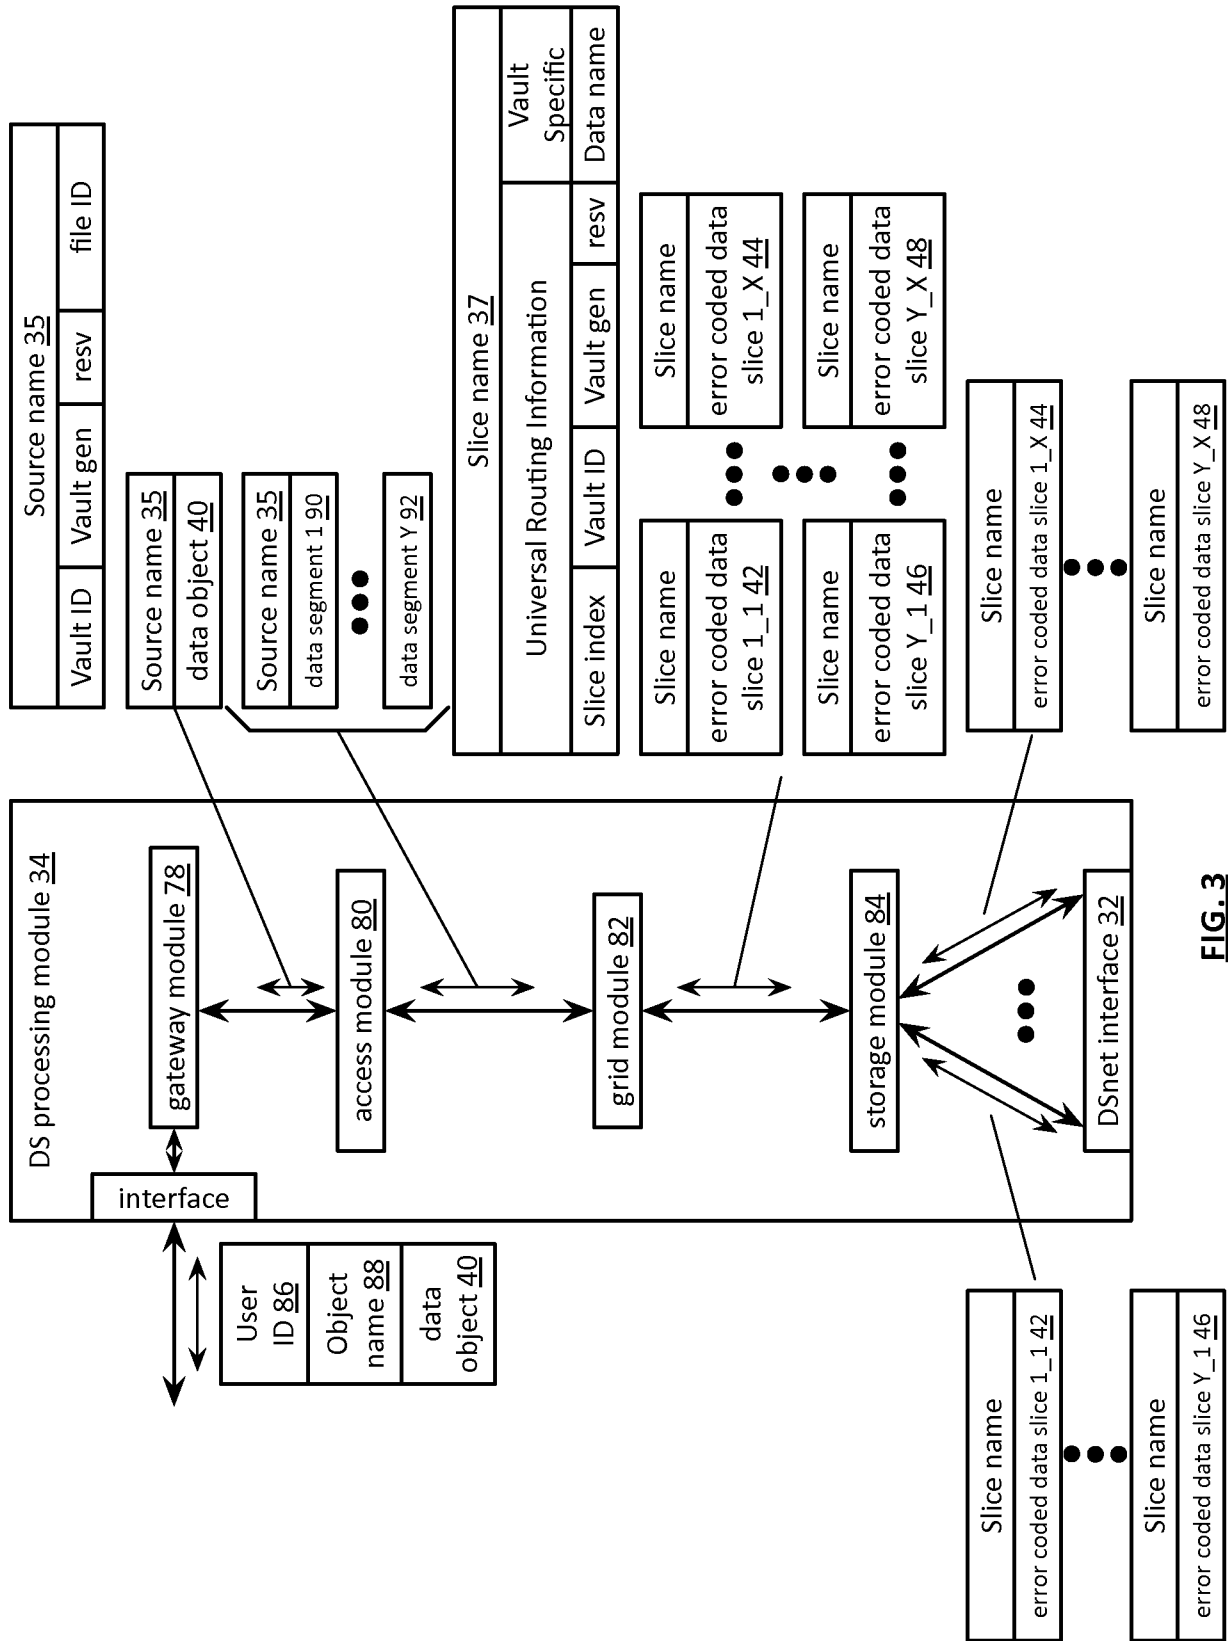 DS processing module 34
interface
gateway module 78
access module 80
grid module 82
storage module 84
DSnet interface 32
User
ID 86
Object
name 88
data
object 40
Source name 35
Vault ID
Vault gen
resv
file ID
Source name 35
data object 40
Source name 35
data segment 1 90
data segment Y 92
Slice name 37
Universal Routing Information
Vault
Specific
Slice index
Vault ID
Vault gen
resv
Data name
Slice name
error coded data
slice 1_1 42
Slice name
error coded data
slice 1_X 44
Slice name
error coded data
slice Y_1 46
Slice name
error coded data
slice Y_X 48
Slice name
error coded data slice 1_1 42
Slice name
error coded data slice Y_1 46
Slice name
error coded data slice 1_X 44
Slice name
error coded data slice Y_X 48
FIG. 3